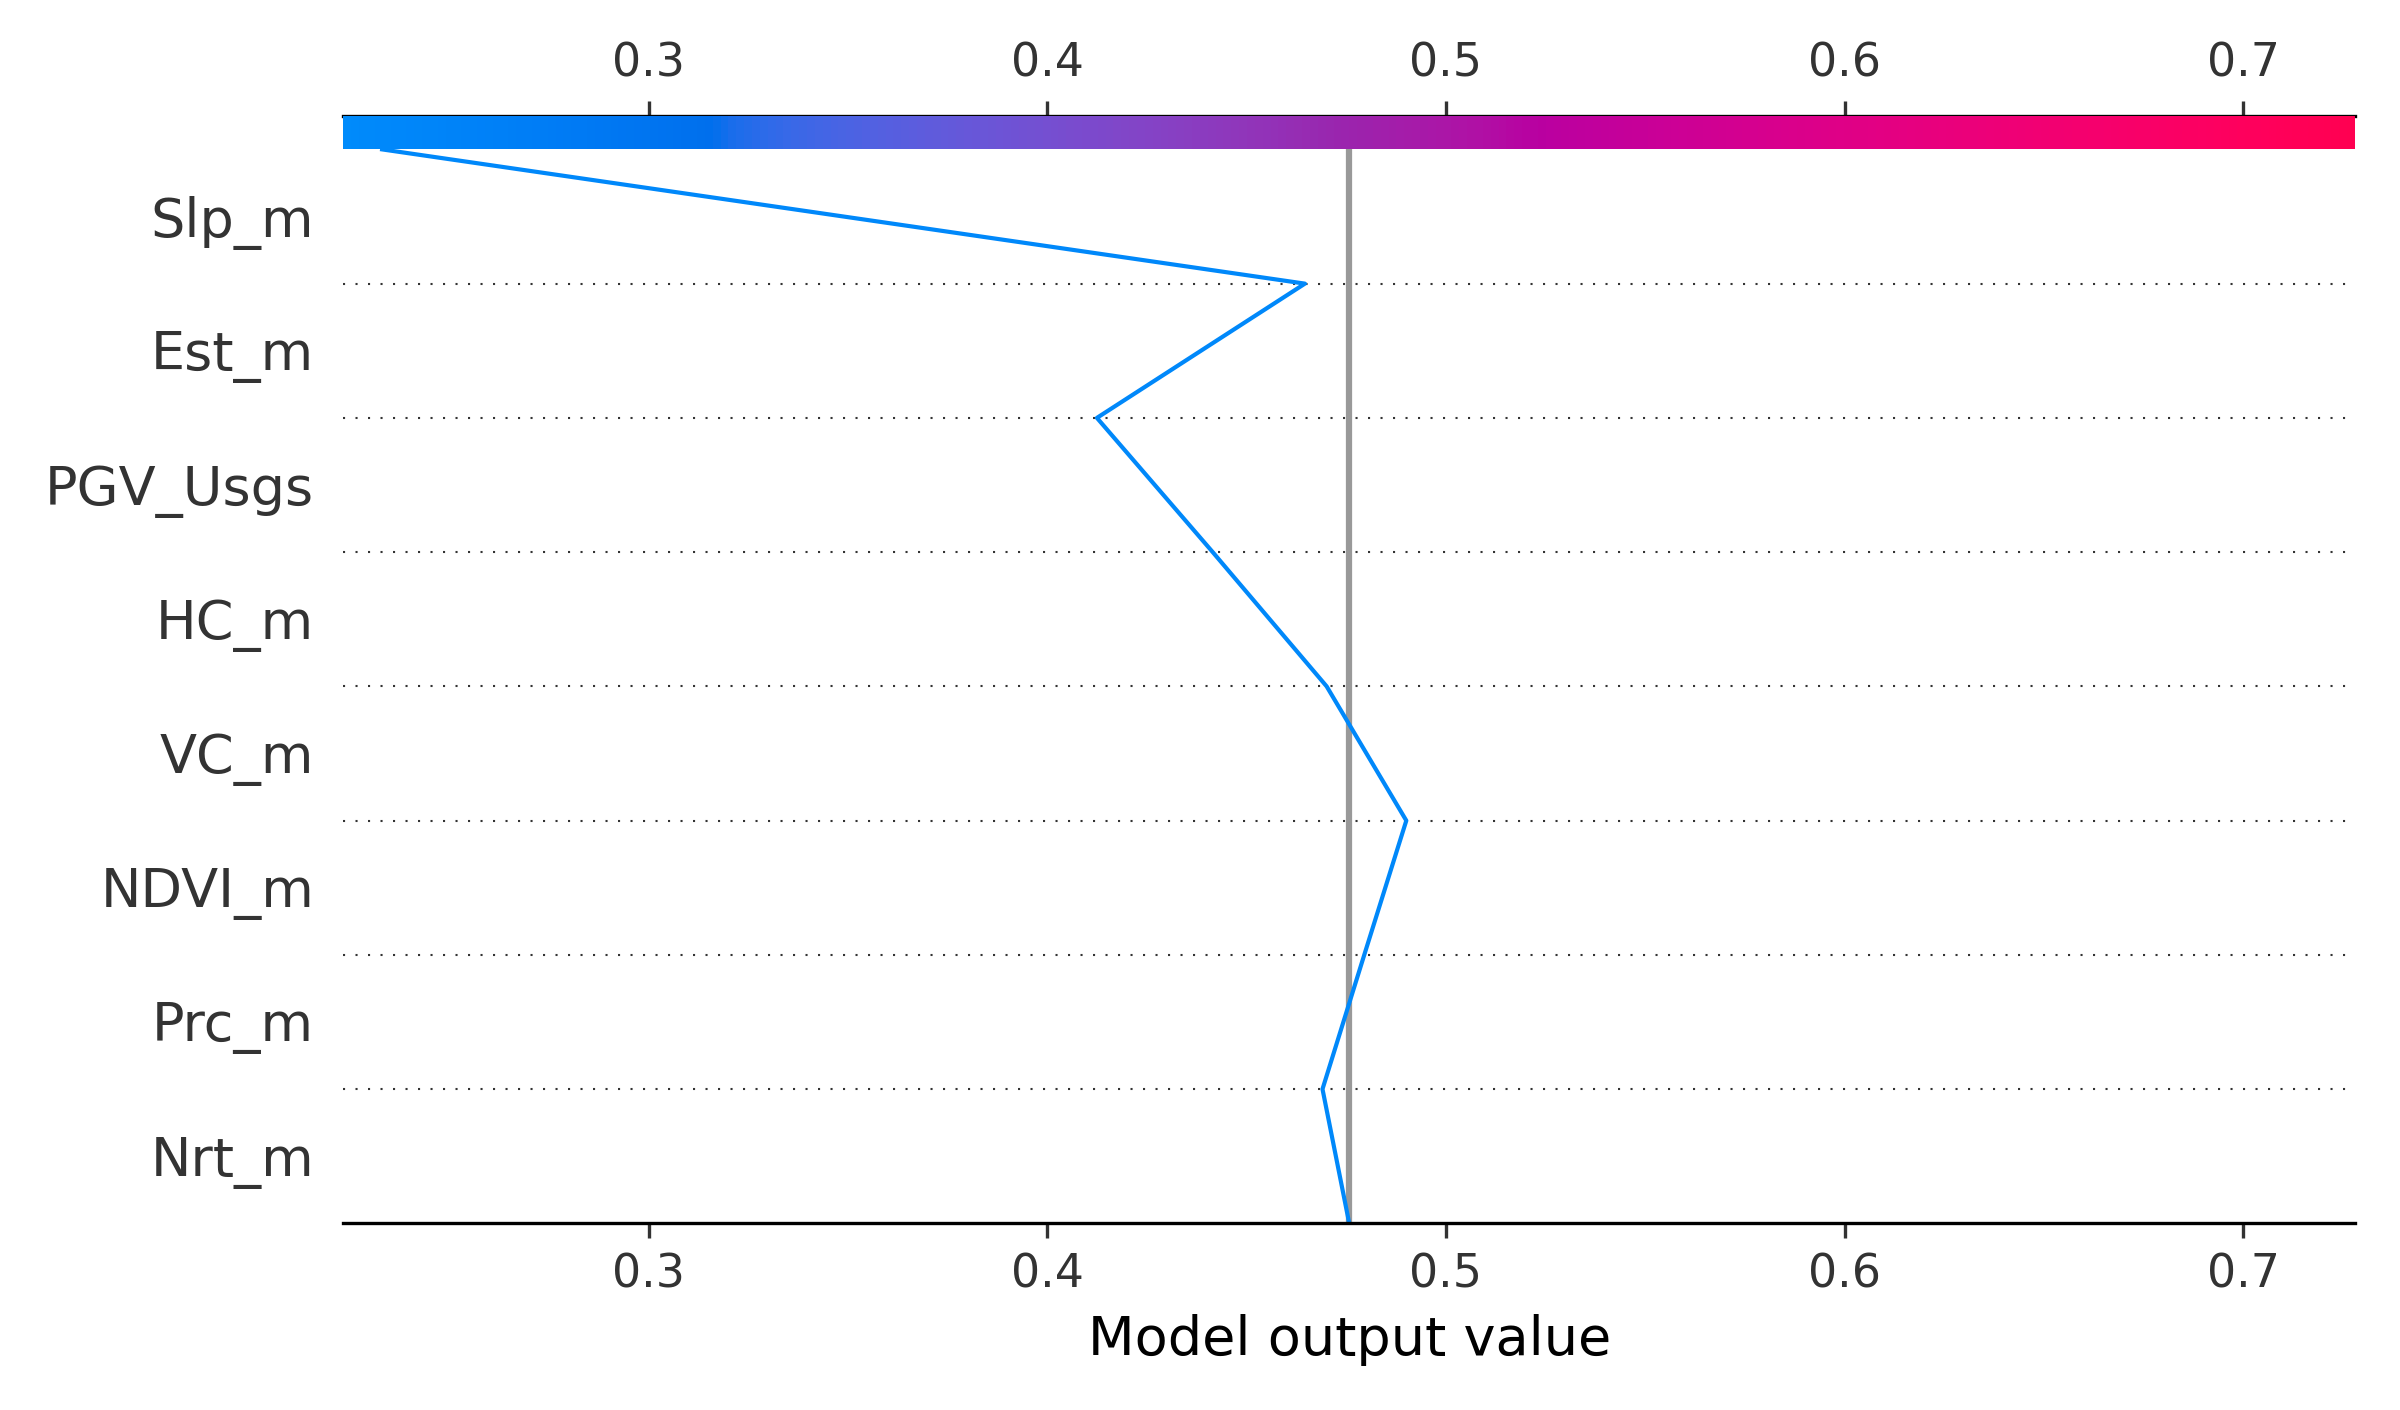 0.3 0.4 0.5 0.6 0.7
Slp_m
Est_m
PGV_Usgs
HC_m
VC_m
NDVI_m
Prc_m
Nrt_m
0.3 0.4 0.5 0.6 0.7
Model output value